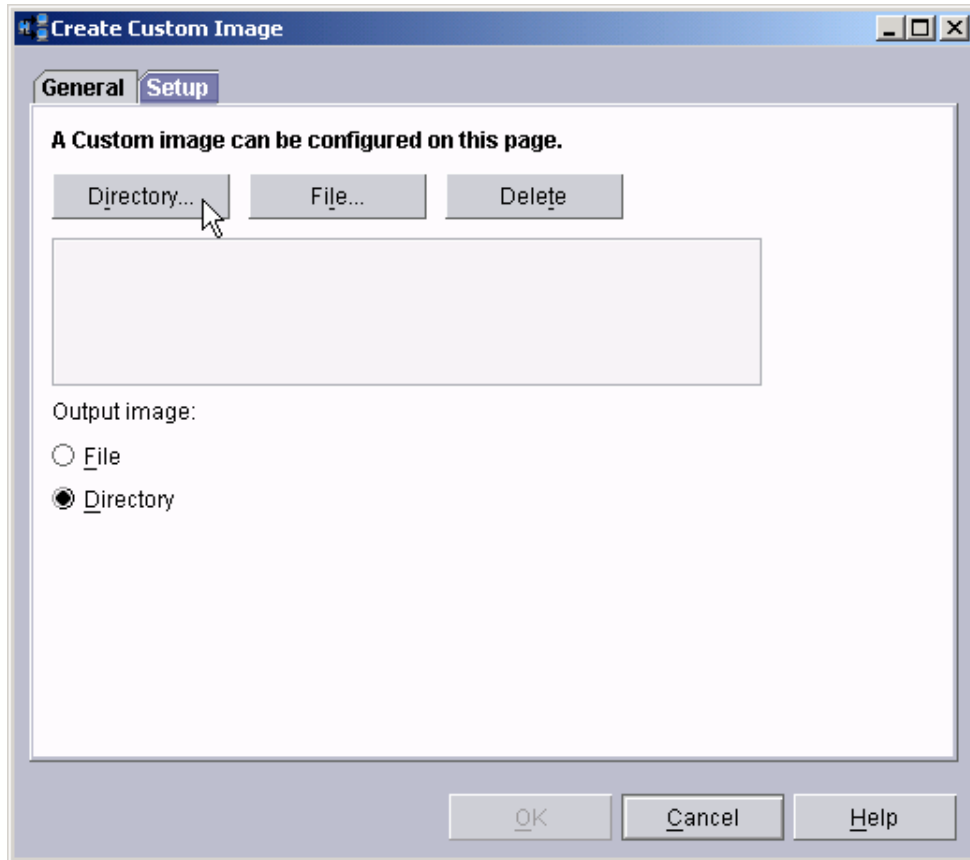 Create Custom Image
General Setup
A Custom image can be configured on this page.
Directory... File... Delete
Output image:
File
Directory
OK Cancel Help